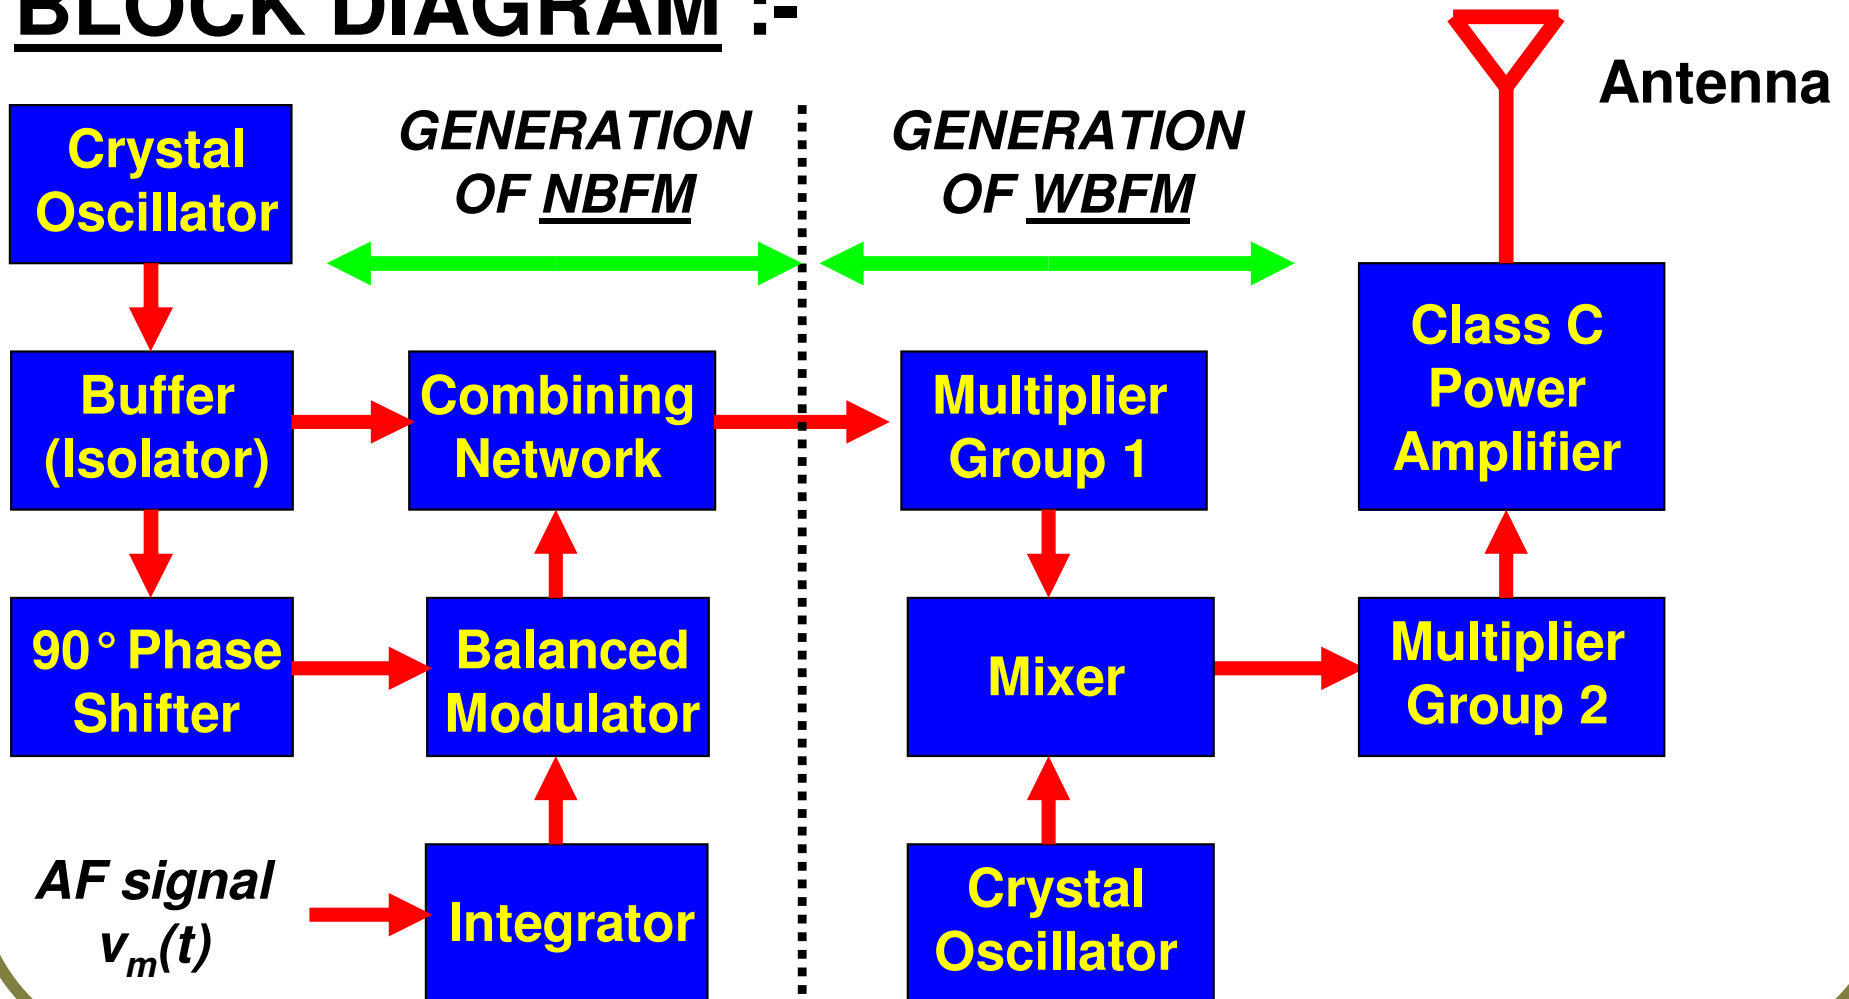 BLOCK DIAGRAM :-
Antenna
Crystal
Oscillator
GENERATION
OF NBFM
GENERATION
OF WBFM
Buffer
(Isolator)
Combining
Network
Multiplier
Group 1
Class C
Power
Amplifier
90° Phase
Shifter
Balanced
Modulator
Mixer
Multiplier
Group 2
AF signal
vm(t)
Integrator
Crystal
Oscillator